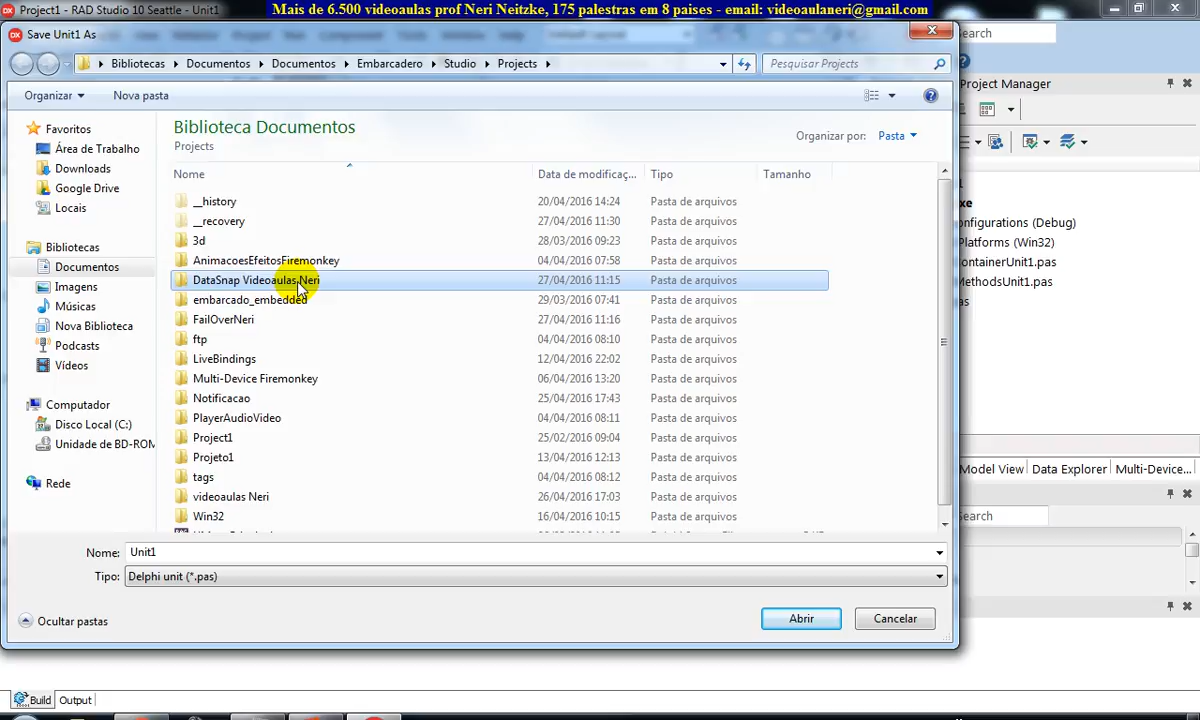 Project1 - RAD Studio 10 Seattle - Unit1
Mais de 6.500 videoaulas prof Neri Neitzke, 175 palestras em 8 paises - email: videoaulaneri@gmail.com
Save Unit1 As
earch
Bibliotecas Documentos Documentos Embarcadero Studio Projects
Pesquisar Projects
Organizar
Nova pasta
Project Manager
Favoritos
Área de Trabalho
Downloads
Google Drive
Locais
Bibliotecas
Documentos
Imagens
Músicas
Nova Biblioteca
Podcasts
Vídeos
Computador
Disco Local (C:)
Unidade de BD-ROM
Rede
Biblioteca Documentos
Projects
Organizar por: Pasta
Nome Data de modificaç... Tipo Tamanho
__history 20/04/2016 14:24 Pasta de arquivos
__recovery 27/04/2016 11:30 Pasta de arquivos
3d 28/03/2016 09:23 Pasta de arquivos
AnimacoesEfeitosFiremonkey 04/04/2016 07:58 Pasta de arquivos
DataSnap Videoaulas Neri 27/04/2016 11:15 Pasta de arquivos
embarcado_embedded 29/03/2016 07:41 Pasta de arquivos
FailOverNeri 27/04/2016 11:16 Pasta de arquivos
ftp 04/04/2016 08:10 Pasta de arquivos
LiveBindings 12/04/2016 22:02 Pasta de arquivos
Multi-Device Firemonkey 06/04/2016 13:20 Pasta de arquivos
Notificacao 25/04/2016 17:43 Pasta de arquivos
PlayerAudioVideo 04/04/2016 08:11 Pasta de arquivos
Project1 25/02/2016 09:04 Pasta de arquivos
Projeto1 13/04/2016 12:13 Pasta de arquivos
tags 04/04/2016 08:12 Pasta de arquivos
videoaulas Neri 26/04/2016 17:03 Pasta de arquivos
Win32 16/04/2016 10:15 Pasta de arquivos
Nome: Unit1
Tipo: Delphi unit (*.pas)
Ocultar pastas
Abrir
Cancelar
1
xe
onfigurations (Debug)
Platforms (Win32)
ontainerUnit1.pas
MethodsUnit1.pas
as
Model View Data Explorer Multi-Device...
earch
Build Output